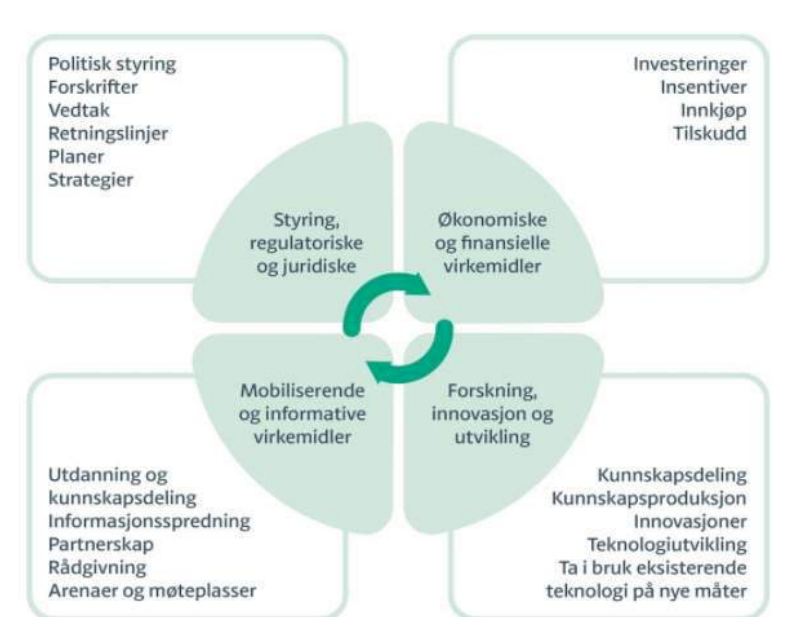 Politisk styring
Forskrifter
Vedtak
Retningslinjer
Planer
Strategier
Investeringer
Insentiver
Innkjøp
Tilskudd
Styring,
regulatoriske
og juridiske
Økonomiske
og finansielle
virkemidler
Mobiliserende
og informative
virkemidler
Forskning,
innovasjon og
utvikling
Utdanning og
kunnskapsdeling
Informasjonsspredning
Partnerskap
Rådgivning
Arenaer og møteplasser
Kunnskapsdeling
Kunnskapsproduksjon
Innovasjoner
Teknologiutvikling
Ta i bruk eksisterende
teknologi på nye måter